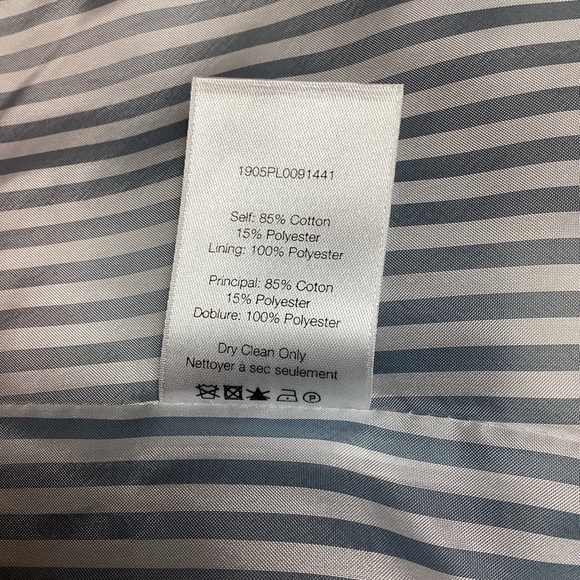 1905PL0091441
Self: 85% Cotton
15% Polyester
Lining: 100% Polyester
Principal: 85% Coton
15% Polyester
Doblure: 100% Polyester
Dry Clean Only
Nettoyer à sec seulement
P